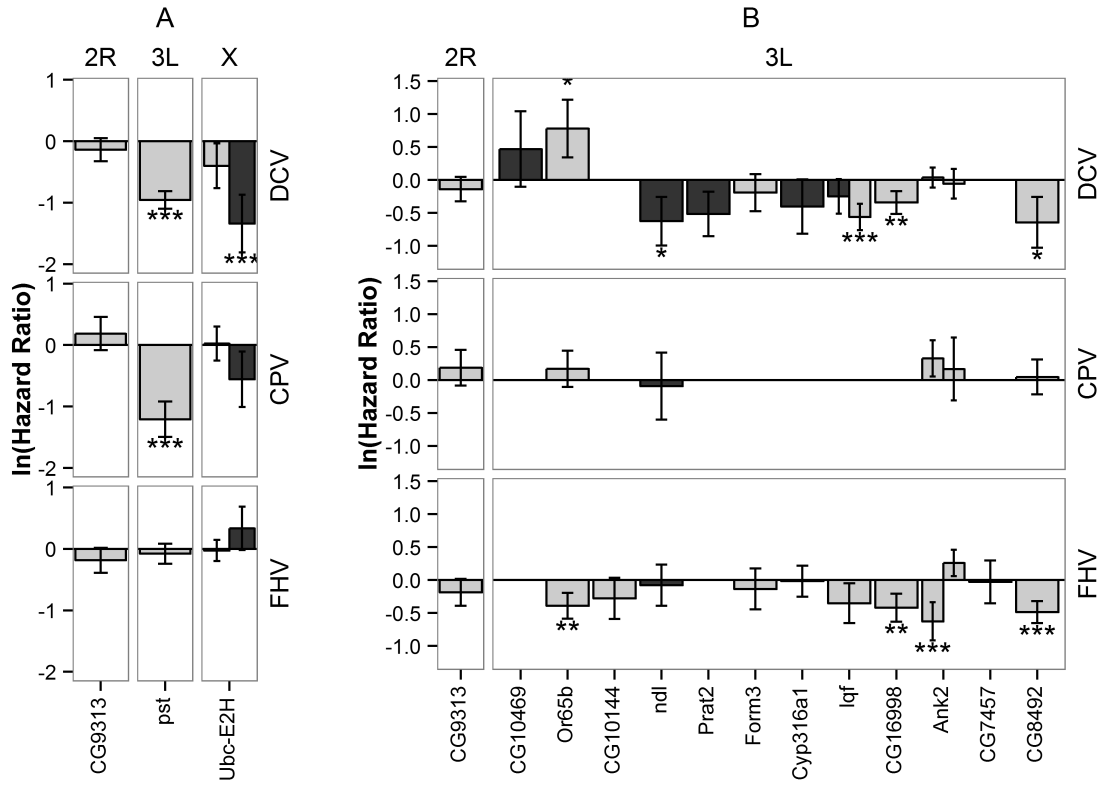 A
B
2R 3L X
2R 3L
ln(Hazard Ratio)
1
0
-1
-2
***
***
DCV
1
0
-1
-2
***
CPV
1
0
-1
-2
FHV
CG9313
pst
Ubc-E2H
ln(Hazard Ratio)
1.5
1.0
0.5
0.0
-0.5
-1.0
*
*
***
**
*
DCV
1.5
1.0
0.5
0.0
-0.5
-1.0
CPV
1.5
1.0
0.5
0.0
-0.5
-1.0
**
**
***
***
FHV
CG9313
CG10469
Or65b
CG10144
ndl
Prat2
Form3
Cyp316a1
lqf
CG16998
Ank2
CG7457
CG8492